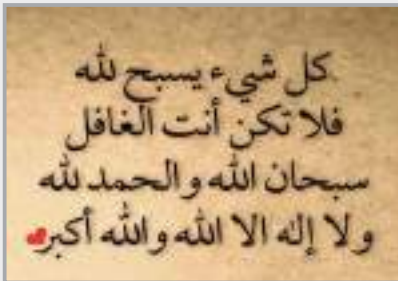 كل شيء يسبح لله
فلا تكن أنت الغافل
سبحان الله والحمد لله
ولا إله الا الله والله أكبر